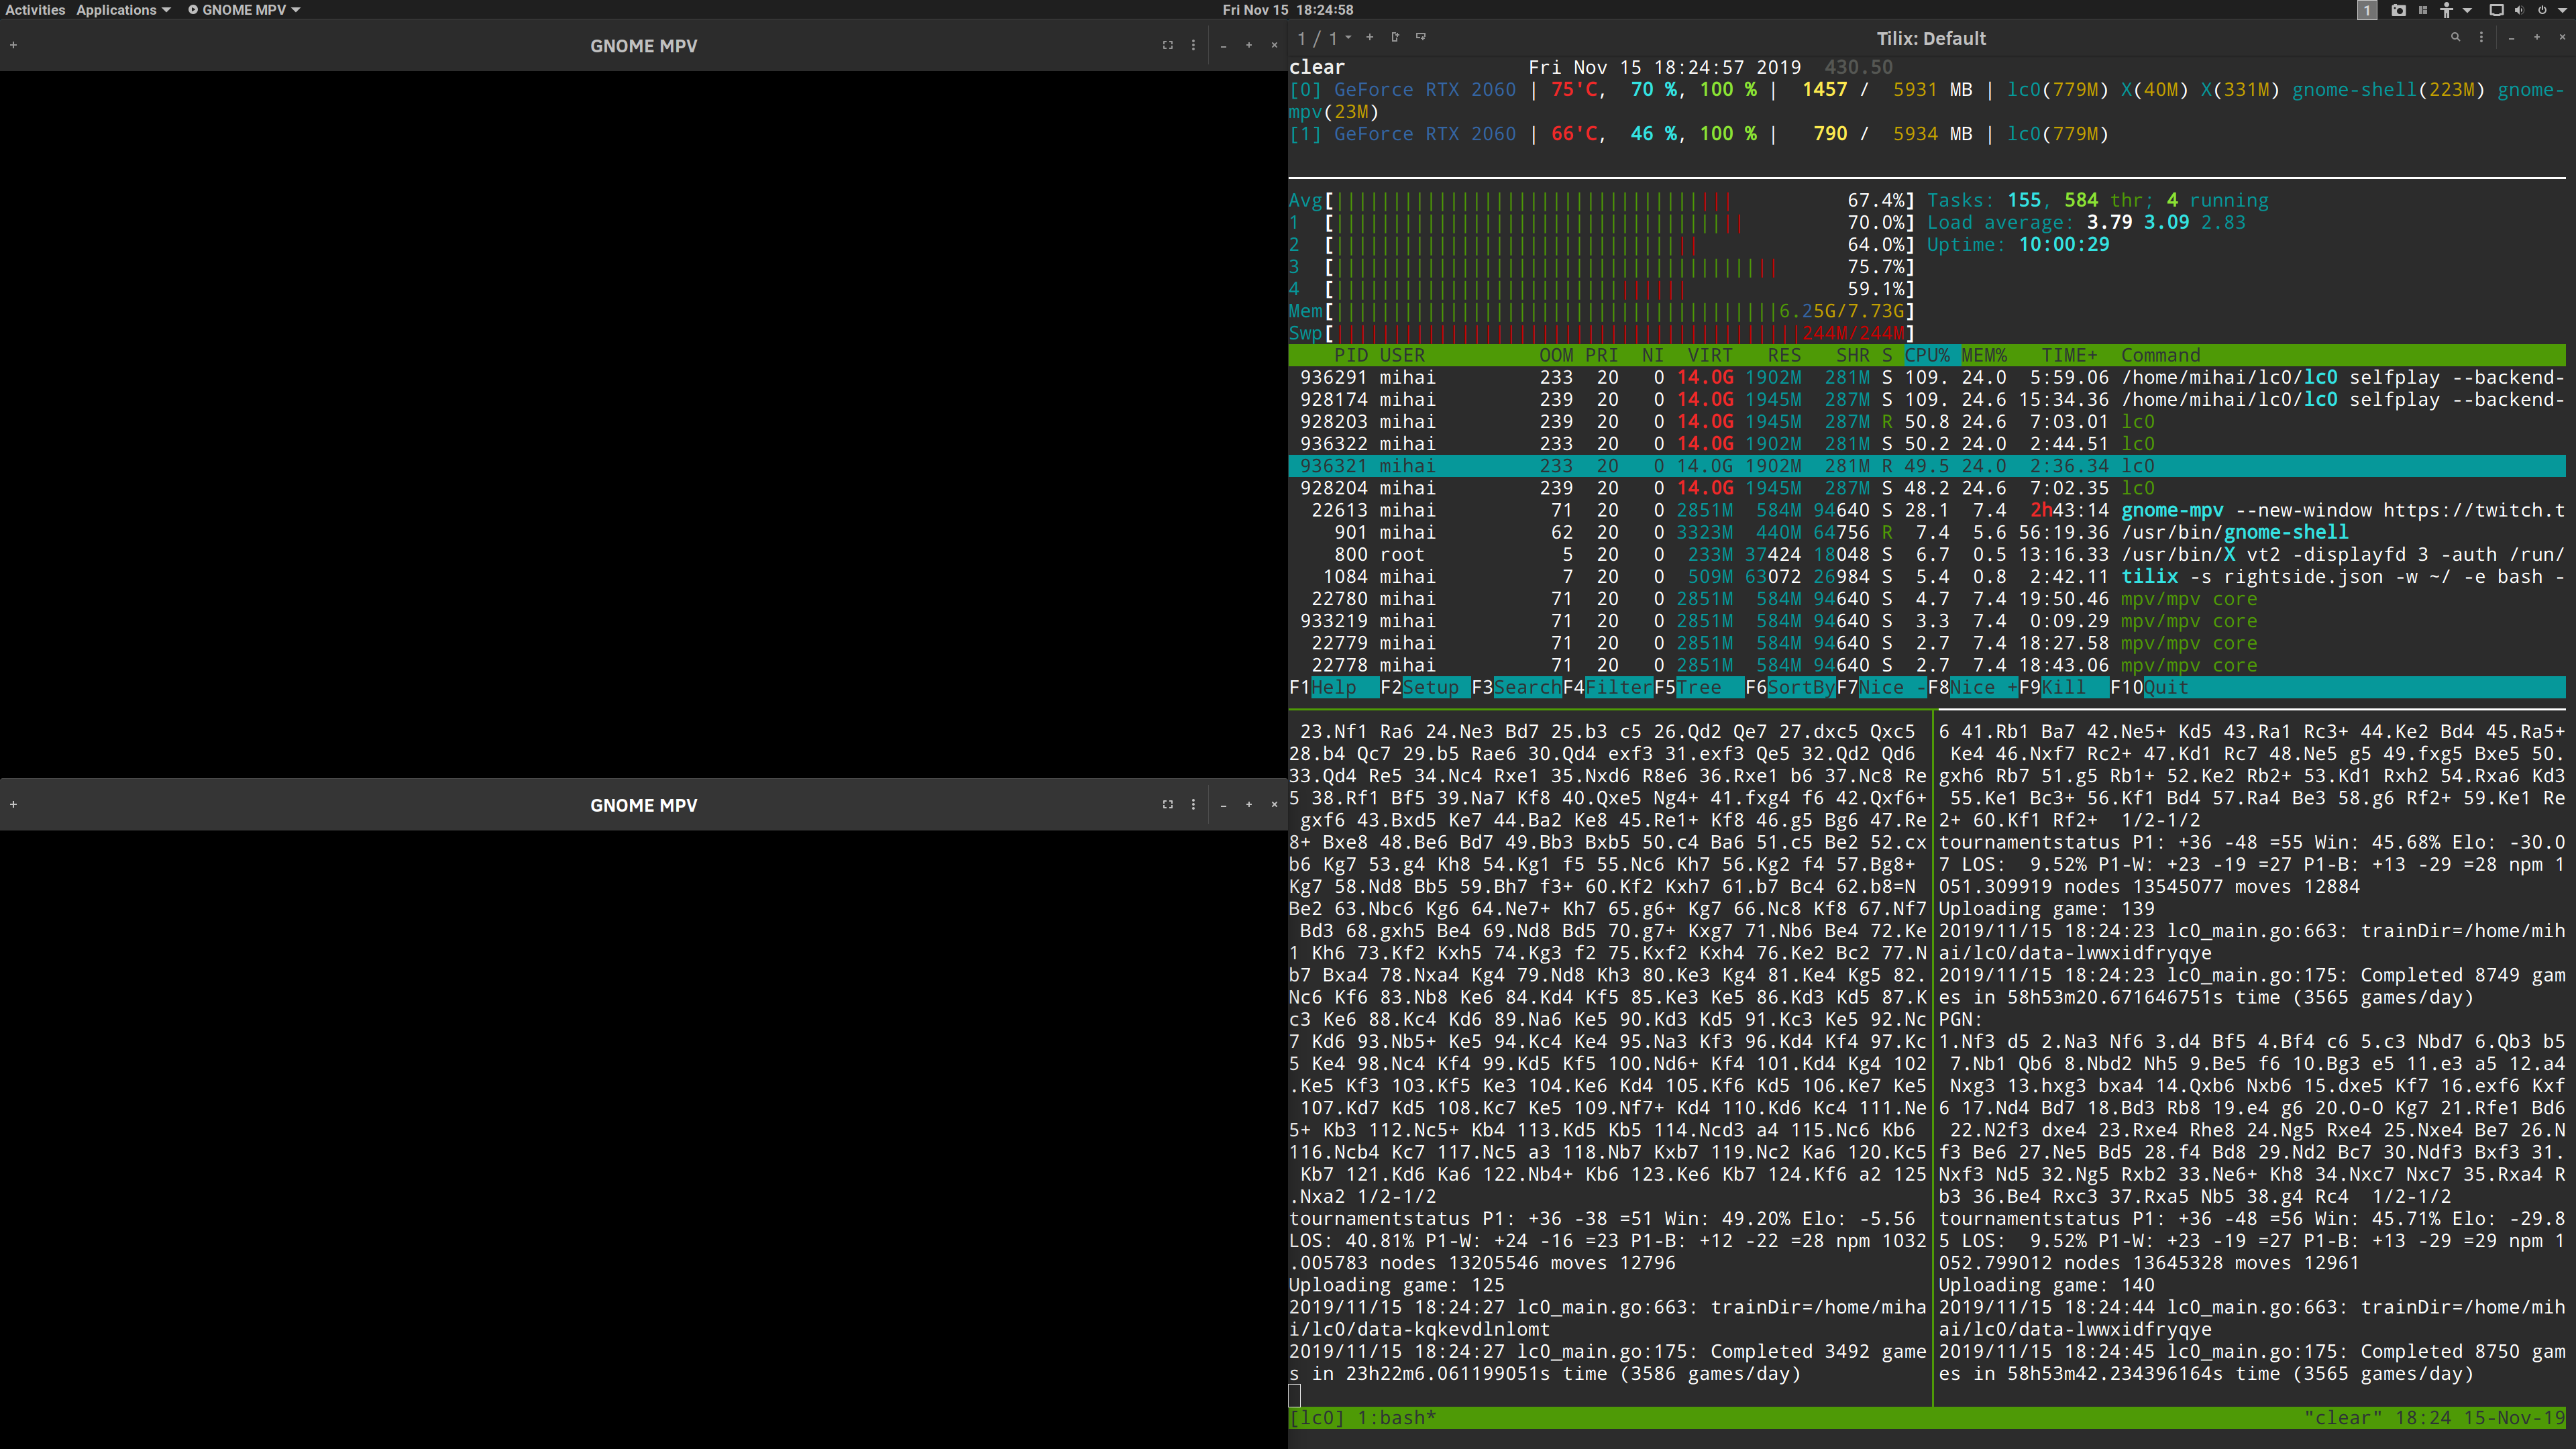 Activities Applications GNOME MPV Fri Nov 15 18:24:58 1
GNOME MPV
GNOME MPV
1 / 1 Tilix: Default
clear Fri Nov 15 18:24:57 2019 430.50
[0] GeForce RTX 2060 | 75'C, 70 %, 100 % | 1457 / 5931 MB | lc0(779M) X(40M) X(331M) gnome-shell(223M) gnome-
mpv(23M)
[1] GeForce RTX 2060 | 66'C, 46 %, 100 % | 790 / 5934 MB | lc0(779M)
Avg[ 67.4%] Tasks: 155, 584 thr; 4 running
1 [ 70.0%] Load average: 3.79 3.09 2.83
2 [ 64.0%] Uptime: 10:00:29
3 [ 75.7%]
4 [ 59.1%]
Mem[ 6.25G/7.73G]
Swp[ 244M/244M]
PID USER OOM PRI NI VIRT RES SHR S CPU% MEM% TIME+ Command
936291 mihai 233 20 0 14.0G 1902M 281M S 109. 24.0 5:59.06 /home/mihai/lc0/lc0 selfplay --backend-
928174 mihai 239 20 0 14.0G 1945M 287M S 109. 24.6 15:34.36 /home/mihai/lc0/lc0 selfplay --backend-
928203 mihai 239 20 0 14.0G 1945M 287M R 50.8 24.6 7:03.01 lc0
936322 mihai 233 20 0 14.0G 1902M 281M S 50.2 24.0 2:44.51 lc0
936321 mihai 233 20 0 14.0G 1902M 281M R 49.5 24.0 2:36.34 lc0
928204 mihai 239 20 0 14.0G 1945M 287M S 48.2 24.6 7:02.35 lc0
22613 mihai 71 20 0 2851M 584M 94640 S 28.1 7.4 2h43:14 gnome-mpv --new-window https://twitch.t
901 mihai 62 20 0 3323M 440M 64756 R 7.4 5.6 56:19.36 /usr/bin/gnome-shell
800 root 5 20 0 233M 37424 18048 S 6.7 0.5 13:16.33 /usr/bin/X vt2 -displayfd 3 -auth /run/
1084 mihai 7 20 0 509M 63072 26984 S 5.4 0.8 2:42.11 tilix -s rightside.json -w ~/ -e bash -
22780 mihai 71 20 0 2851M 584M 94640 S 4.7 7.4 19:50.46 mpv/mpv core
933219 mihai 71 20 0 2851M 584M 94640 S 3.3 7.4 0:09.29 mpv/mpv core
22779 mihai 71 20 0 2851M 584M 94640 S 2.7 7.4 18:27.58 mpv/mpv core
22778 mihai 71 20 0 2851M 584M 94640 S 2.7 7.4 18:43.06 mpv/mpv core
F1Help F2Setup F3SearchF4FilterF5Tree F6SortByF7Nice -F8Nice +F9Kill F10Quit
23.Nf1 Ra6 24.Ne3 Bd7 25.b3 c5 26.Qd2 Qe7 27.dxc5 Qxc5
28.b4 Qc7 29.b5 Rae6 30.Qd4 exf3 31.exf3 Qe5 32.Qd2 Qd6
33.Qd4 Re5 34.Nc4 Rxe1 35.Nxd6 R8e6 36.Rxe1 b6 37.Nc8 Re
5 38.Rf1 Bf5 39.Na7 Kf8 40.Qxe5 Ng4+ 41.fxg4 f6 42.Qxf6+
gxf6 43.Bxd5 Ke7 44.Ba2 Ke8 45.Re1+ Kf8 46.g5 Bg6 47.Re
8+ Bxe8 48.Be6 Bd7 49.Bb3 Bxb5 50.c4 Ba6 51.c5 Be2 52.cx
b6 Kg7 53.g4 Kh8 54.Kg1 f5 55.Nc6 Kh7 56.Kg2 f4 57.Bg8+
Kg7 58.Nd8 Bb5 59.Bh7 f3+ 60.Kf2 Kxh7 61.b7 Bc4 62.b8=N
Be2 63.Nbc6 Kg6 64.Ne7+ Kh7 65.g6+ Kg7 66.Nc8 Kf8 67.Nf7
Bd3 68.gxh5 Be4 69.Nd8 Bd5 70.g7+ Kxg7 71.Nb6 Be4 72.Ke
1 Kh6 73.Kf2 Kxh5 74.Kg3 f2 75.Kxf2 Kxh4 76.Ke2 Bc2 77.N
b7 Bxa4 78.Nxa4 Kg4 79.Nd8 Kh3 80.Ke3 Kg4 81.Ke4 Kg5 82.
Nc6 Kf6 83.Nb8 Ke6 84.Kd4 Kf5 85.Ke3 Ke5 86.Kd3 Kd5 87.K
c3 Ke6 88.Kc4 Kd6 89.Na6 Ke5 90.Kd3 Kd5 91.Kc3 Ke5 92.Nc
7 Kd6 93.Nb5+ Ke5 94.Kc4 Ke4 95.Na3 Kf3 96.Kd4 Kf4 97.Kc
5 Ke4 98.Nc4 Kf4 99.Kd5 Kf5 100.Nd6+ Kf4 101.Kd4 Kg4 102
.Ke5 Kf3 103.Kf5 Ke3 104.Ke6 Kd4 105.Kf6 Kd5 106.Ke7 Ke5
107.Kd7 Kd5 108.Kc7 Ke5 109.Nf7+ Kd4 110.Kd6 Kc4 111.Ne
5+ Kb3 112.Nc5+ Kb4 113.Kd5 Kb5 114.Ncd3 a4 115.Nc6 Kb6
116.Ncb4 Kc7 117.Nc5 a3 118.Nb7 Kxb7 119.Nc2 Ka6 120.Kc5
Kb7 121.Kd6 Ka6 122.Nb4+ Kb6 123.Ke6 Kb7 124.Kf6 a2 125
.Nxa2 1/2-1/2
tournamentstatus P1: +36 -38 =51 Win: 49.20% Elo: -5.56
LOS: 40.81% P1-W: +24 -16 =23 P1-B: +12 -22 =28 npm 1032
.005783 nodes 13205546 moves 12796
Uploading game: 125
2019/11/15 18:24:27 lc0_main.go:663: trainDir=/home/miha
i/lc0/data-kqkevdlnlomt
2019/11/15 18:24:27 lc0_main.go:175: Completed 3492 game
s in 23h22m6.061199051s time (3586 games/day)
6 41.Rb1 Ba7 42.Ne5+ Kd5 43.Ra1 Rc3+ 44.Ke2 Bd4 45.Ra5+
Ke4 46.Nxf7 Rc2+ 47.Kd1 Rc7 48.Ne5 g5 49.fxg5 Bxe5 50.
gxh6 Rb7 51.g5 Rb1+ 52.Ke2 Rb2+ 53.Kd1 Rxh2 54.Rxa6 Kd3
55.Ke1 Bc3+ 56.Kf1 Bd4 57.Ra4 Be3 58.g6 Rf2+ 59.Ke1 Re
2+ 60.Kf1 Rf2+ 1/2-1/2
tournamentstatus P1: +36 -48 =55 Win: 45.68% Elo: -30.0
7 LOS: 9.52% P1-W: +23 -19 =27 P1-B: +13 -29 =28 npm 1
051.309919 nodes 13545077 moves 12884
Uploading game: 139
2019/11/15 18:24:23 lc0_main.go:663: trainDir=/home/mih
ai/lc0/data-lwwxidfryqye
2019/11/15 18:24:23 lc0_main.go:175: Completed 8749 gam
es in 58h53m20.671646751s time (3565 games/day)
PGN:
1.Nf3 d5 2.Na3 Nf6 3.d4 Bf5 4.Bf4 c6 5.c3 Nbd7 6.Qb3 b5
7.Nb1 Qb6 8.Nbd2 Nh5 9.Be5 f6 10.Bg3 e5 11.e3 a5 12.a4
Nxg3 13.hxg3 bxa4 14.Qxb6 Nxb6 15.dxe5 Kf7 16.exf6 Kxf
6 17.Nd4 Bd7 18.Bd3 Rb8 19.e4 g6 20.O-O Kg7 21.Rfe1 Bd6
22.N2f3 dxe4 23.Rxe4 Rhe8 24.Ng5 Rxe4 25.Nxe4 Be7 26.N
f3 Be6 27.Ne5 Bd5 28.f4 Bd8 29.Nd2 Bc7 30.Ndf3 Bxf3 31.
Nxf3 Nd5 32.Ng5 Rxb2 33.Ne6+ Kh8 34.Nxc7 Nxc7 35.Rxa4 R
b3 36.Be4 Rxc3 37.Rxa5 Nb5 38.g4 Rc4 1/2-1/2
tournamentstatus P1: +36 -48 =56 Win: 45.71% Elo: -29.8
5 LOS: 9.52% P1-W: +23 -19 =27 P1-B: +13 -29 =29 npm 1
052.799012 nodes 13645328 moves 12961
Uploading game: 140
2019/11/15 18:24:44 lc0_main.go:663: trainDir=/home/mih
ai/lc0/data-lwwxidfryqye
2019/11/15 18:24:45 lc0_main.go:175: Completed 8750 gam
es in 58h53m42.234396164s time (3565 games/day)
[lc0] 1:bash* "clear" 18:24 15-Nov-19